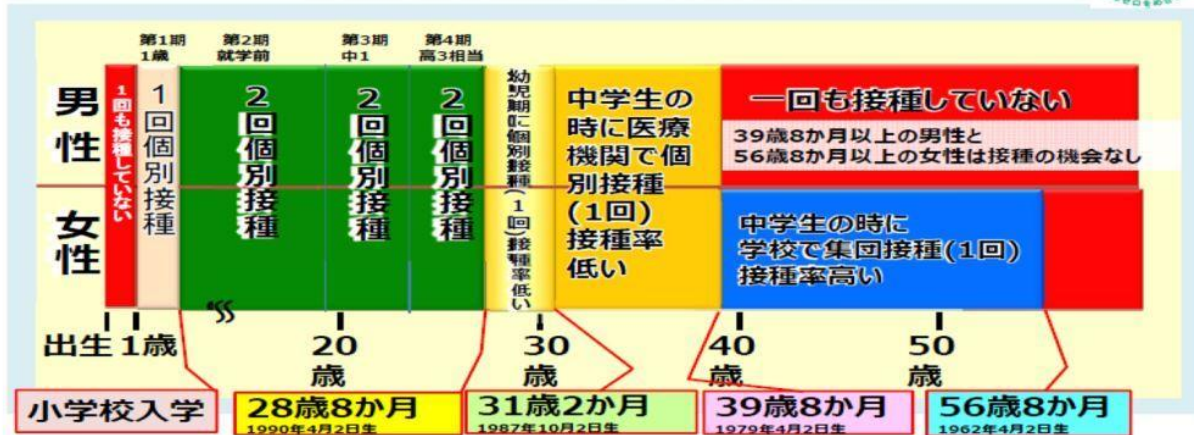 第1期
1歳
第2期
就学前
第3期
中1
第4期
高3相当
男性
女性
1回も接種していない
1回個別接種
2回個別接種
2回個別接種
2回個別接種
幼児期に個別接種(1回)接種率低い
中学生の
時に医療
機関で個
別接種
(1回)
接種率
低い
一回も接種していない
39歳8か月以上の男性と
56歳8か月以上の女性は接種の機会なし
中学生の時に
学校で集団接種(1回)
接種率高い
出生
1歳
20
歳
30
歳
40
歳
50
歳
小学校入学
28歳8か月
1990年4月2日生
31歳2か月
1987年10月2日生
39歳8か月
1979年4月2日生
56歳8か月
1962年4月2日生